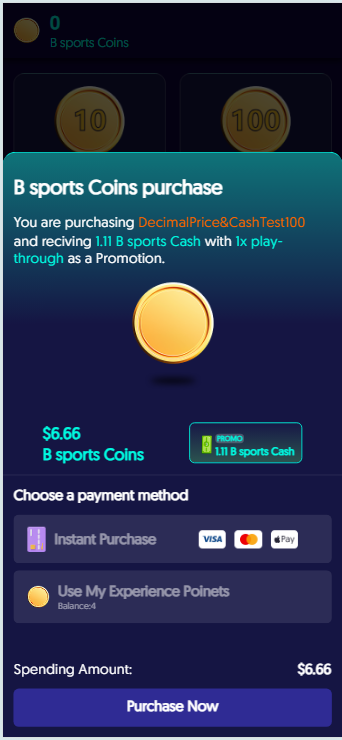 0
B sports Coins
10
100
B sports Coins purchase
You are purchasing DecimalPrice&CashTest100
and reciving 1.11 B sports Cash with 1x play-
through as a Promotion.
$6.66
B sports Coins
PROMO
1.11 B sports Cash
Choose a payment method
Instant Purchase
VISA
Pay
Use My Experience Poinets
Balance:4
Spending Amount:
$6.66
Purchase Now